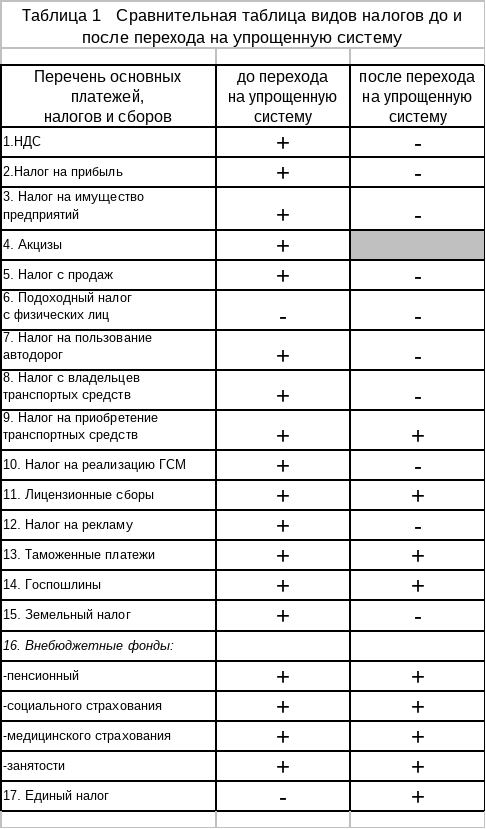 Таблица 1 Сравнительная таблица видов налогов до и
после перехода на упрощенную систему
Перечень основных
платежей,
налогов и сборов
до перехода
на упрощенную
систему
после перехода
на упрощенную
систему
1.НДС + -
2.Налог на прибыль + -
3. Налог на имущество
предприятий + -
4. Акцизы +
5. Налог с продаж + -
6. Подоходный налог
с физических лиц - -
7. Налог на пользование
автодорог + -
8. Налог с владельцев
транспортых средств + -
9. Налог на приобретение
транспортных средств + +
10. Налог на реализацию ГСМ + -
11. Лицензионные сборы + +
12. Налог на рекламу + -
13. Таможенные платежи + +
14. Госпошлины + +
15. Земельный налог + -
16. Внебюджетные фонды:
-пенсионный + +
-социального страхования + +
-медицинского страхования + +
-занятости + +
17. Единый налог - +